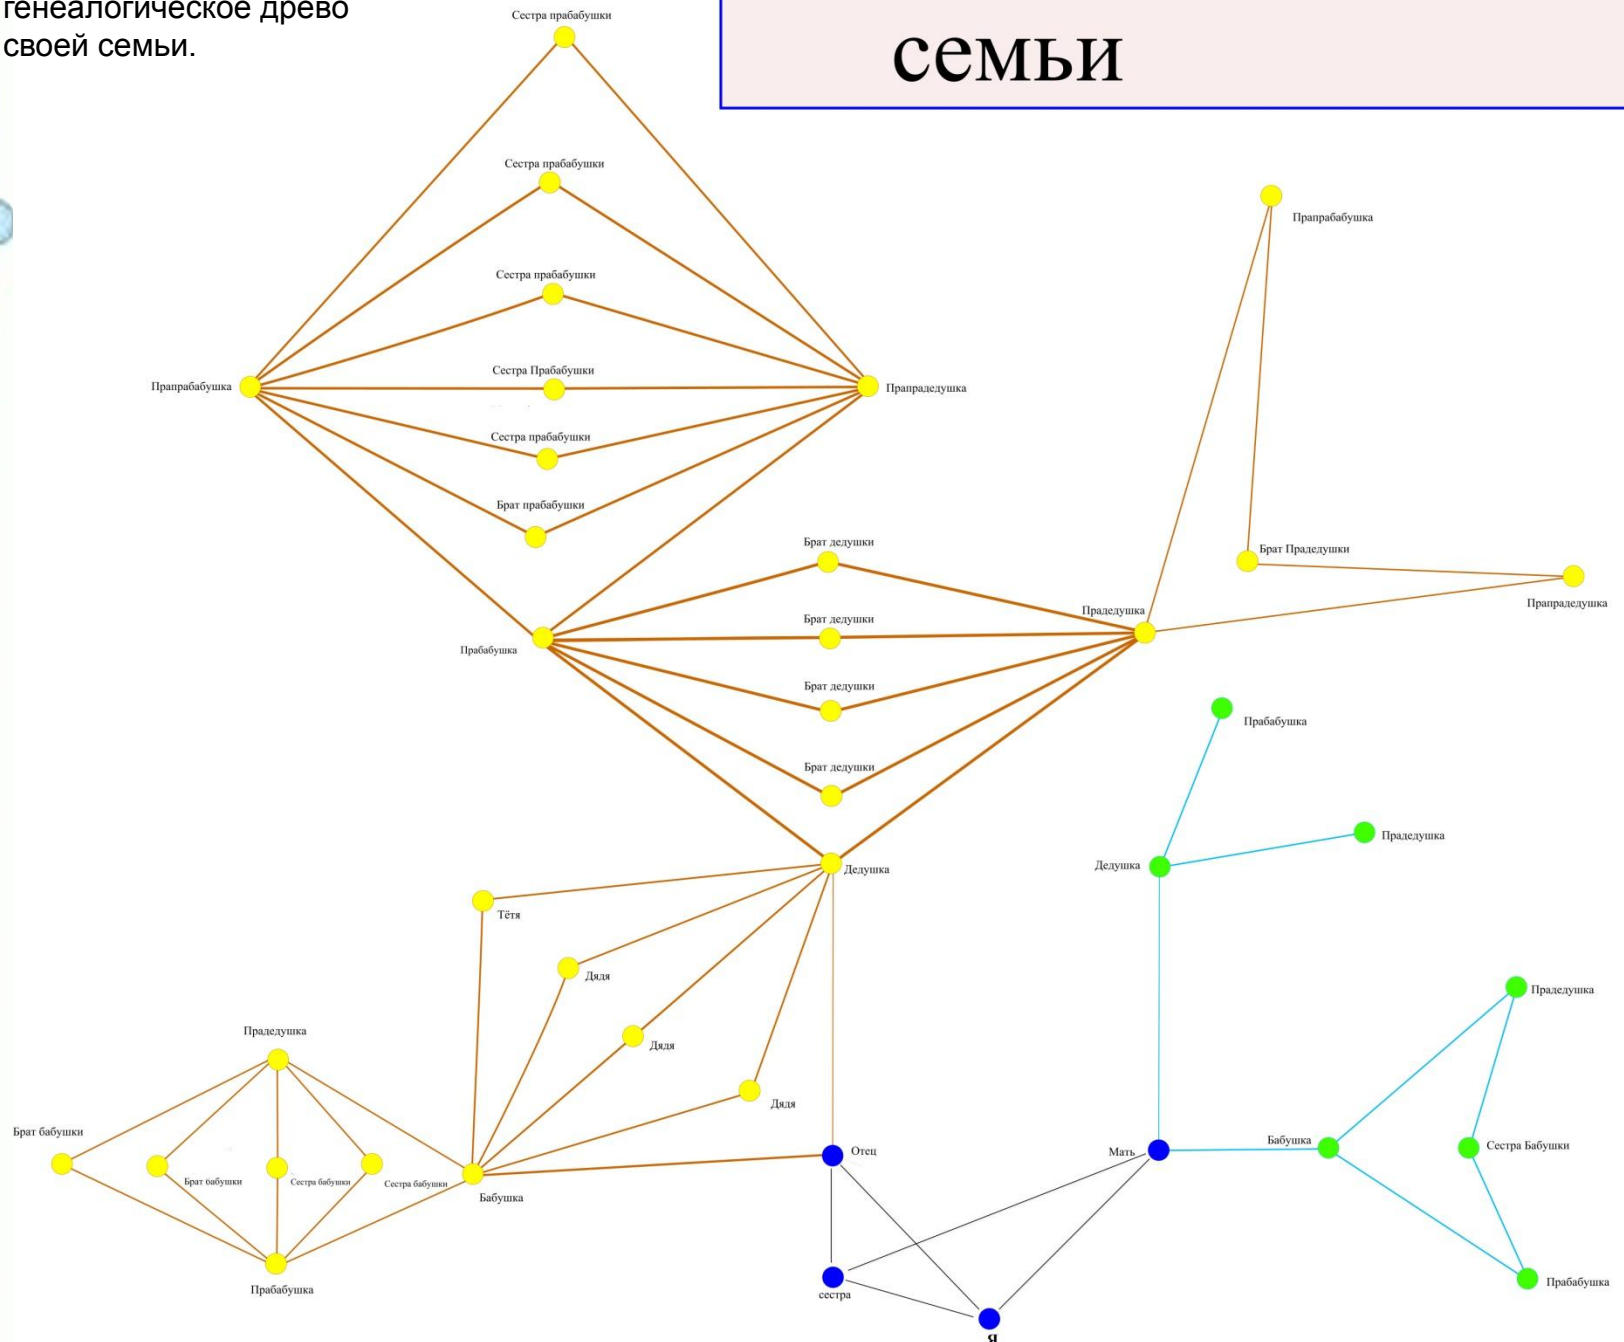 генеалогическое древо
своей семьи.
семьи
Сестра прабабушки
Сестра прабабушки
Прапрабабушка
Сестра прабабушки
Сестра Прабабушки
Прапрабабушка
Прапрадедушка
Сестра прабабушки
Брат прабабушки
Брат дедушки
Брат Прадедушки
Прапрадедушка
Прадедушка
Брат дедушки
Прабабушка
Брат дедушки
Прабабушка
Брат дедушки
Прадедушка
Дедушка
Дедушка
Тётя
Дядя
Прадедушка
Прадедушка
Дядя
Дядя
Брат бабушки
Бабушка
Сестра Бабушки
Отец
Мать
Брат бабушки
Сестра бабушки
Сестра бабушки
Бабушка
Прабабушка
Прабабушка
сестра
я